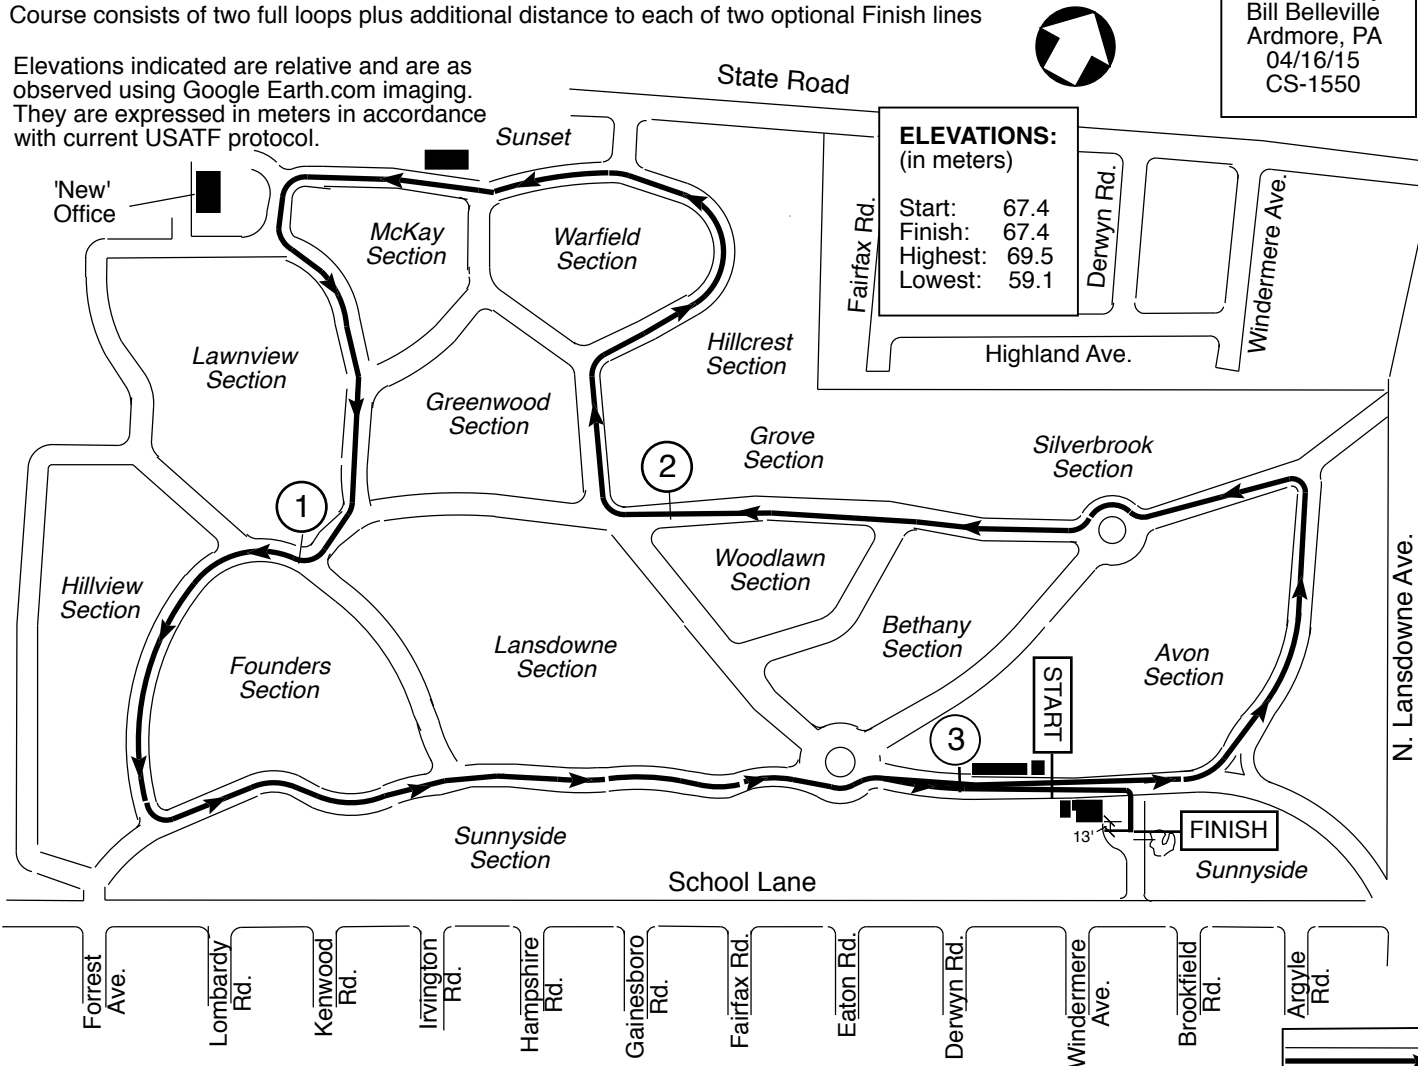 Course consists of two full loops plus additional distance to each of two optional Finish lines
Bill Belleville
Ardmore, PA
04/16/15
CS-1550
Elevations indicated are relative and are as
observed using Google Earth.com imaging.
They are expressed in meters in accordance
with current USATF protocol.
State Road
Sunset
ELEVATIONS:
(in meters)
Start: 67.4
Finish: 67.4
Highest: 69.5
Lowest: 59.1
'New'
Office
McKay
Section
Warfield
Section
Fairfax Rd.
Derwyn Rd.
Windermere Ave.
Highland Ave.
Hillcrest
Section
Lawnview
Section
Greenwood
Section
Grove
Section
Silverbrook
Section
2
1
Woodlawn
Section
Hillview
Section
Bethany
Section
Lansdowne
Section
Founders
Section
Avon
Section
N. Lansdowne Ave.
START
3
13'
FINISH
Sunnyside
Section
Sunnyside
School Lane
Forrest
Ave.
Lombardy
Rd.
Kenwood
Rd.
Irvington
Rd.
Hampshire
Rd.
Gainesboro
Rd.
Fairfax Rd.
Eaton Rd.
Derwyn Rd.
Windermere
Ave.
Brookfield
Rd.
Argyle
Rd.